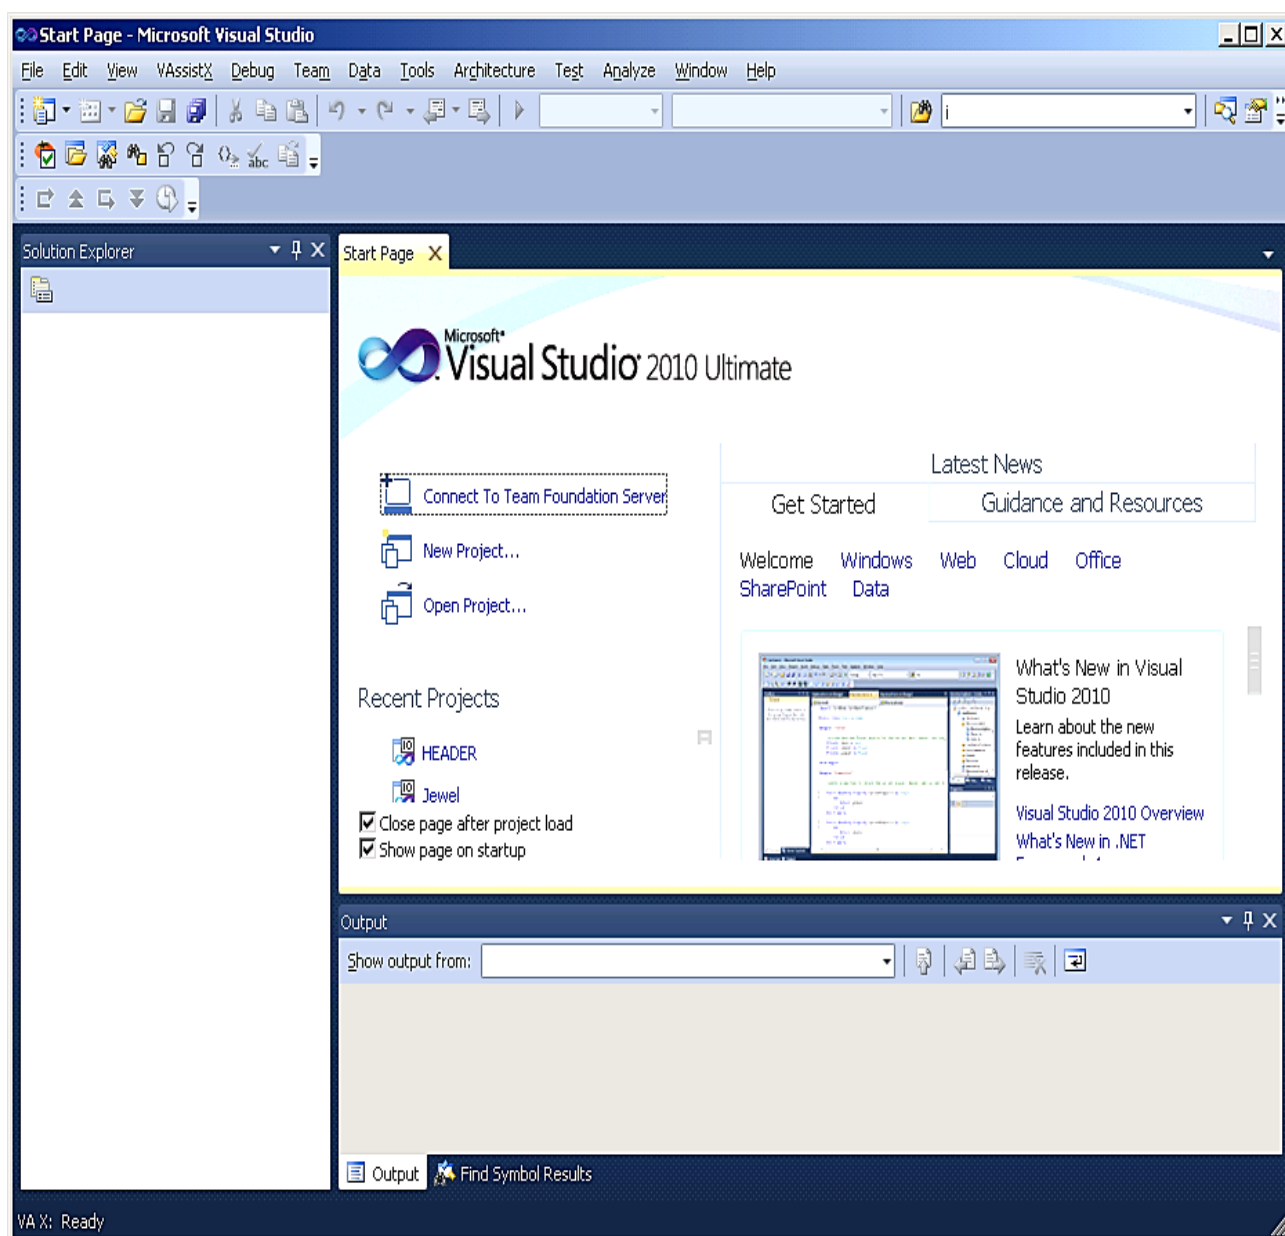 Start Page - Microsoft Visual Studio
File Edit View VAssistX Debug Team Data Tools Architecture Test Analyze Window Help
i
abc
Solution Explorer
Start Page X
Microsoft®
Visual Studio® 2010 Ultimate
Connect To Team Foundation Server
New Project...
Open Project...
Recent Projects
HEADER
Jewel
Close page after project load
Show page on startup
Latest News
Get Started
Guidance and Resources
Welcome Windows Web Cloud Office
SharePoint Data
What's New in Visual
Studio 2010
Learn about the new
features included in this
release.
Visual Studio 2010 Overview
What's New in .NET
Output
Show output from:
Output Find Symbol Results
VA X: Ready